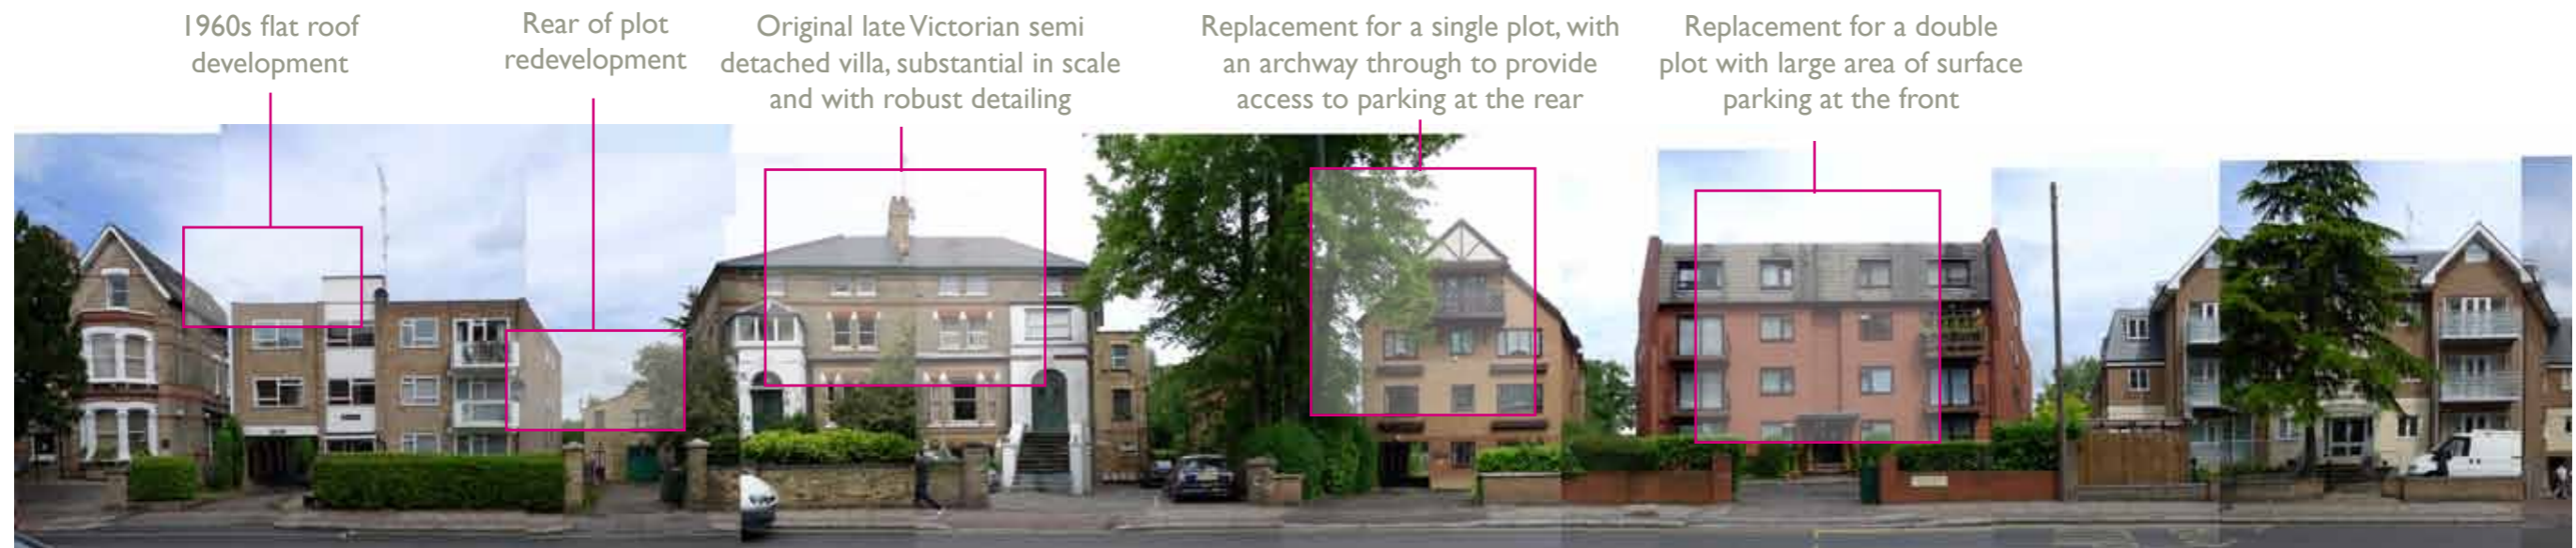 1960s flat roof
development
Rear of plot
redevelopment
Original late Victorian semi
detached villa, substantial in scale
and with robust detailing
Replacement for a single plot, with
an archway through to provide
access to parking at the rear
Replacement for a double
plot with large area of surface
parking at the front